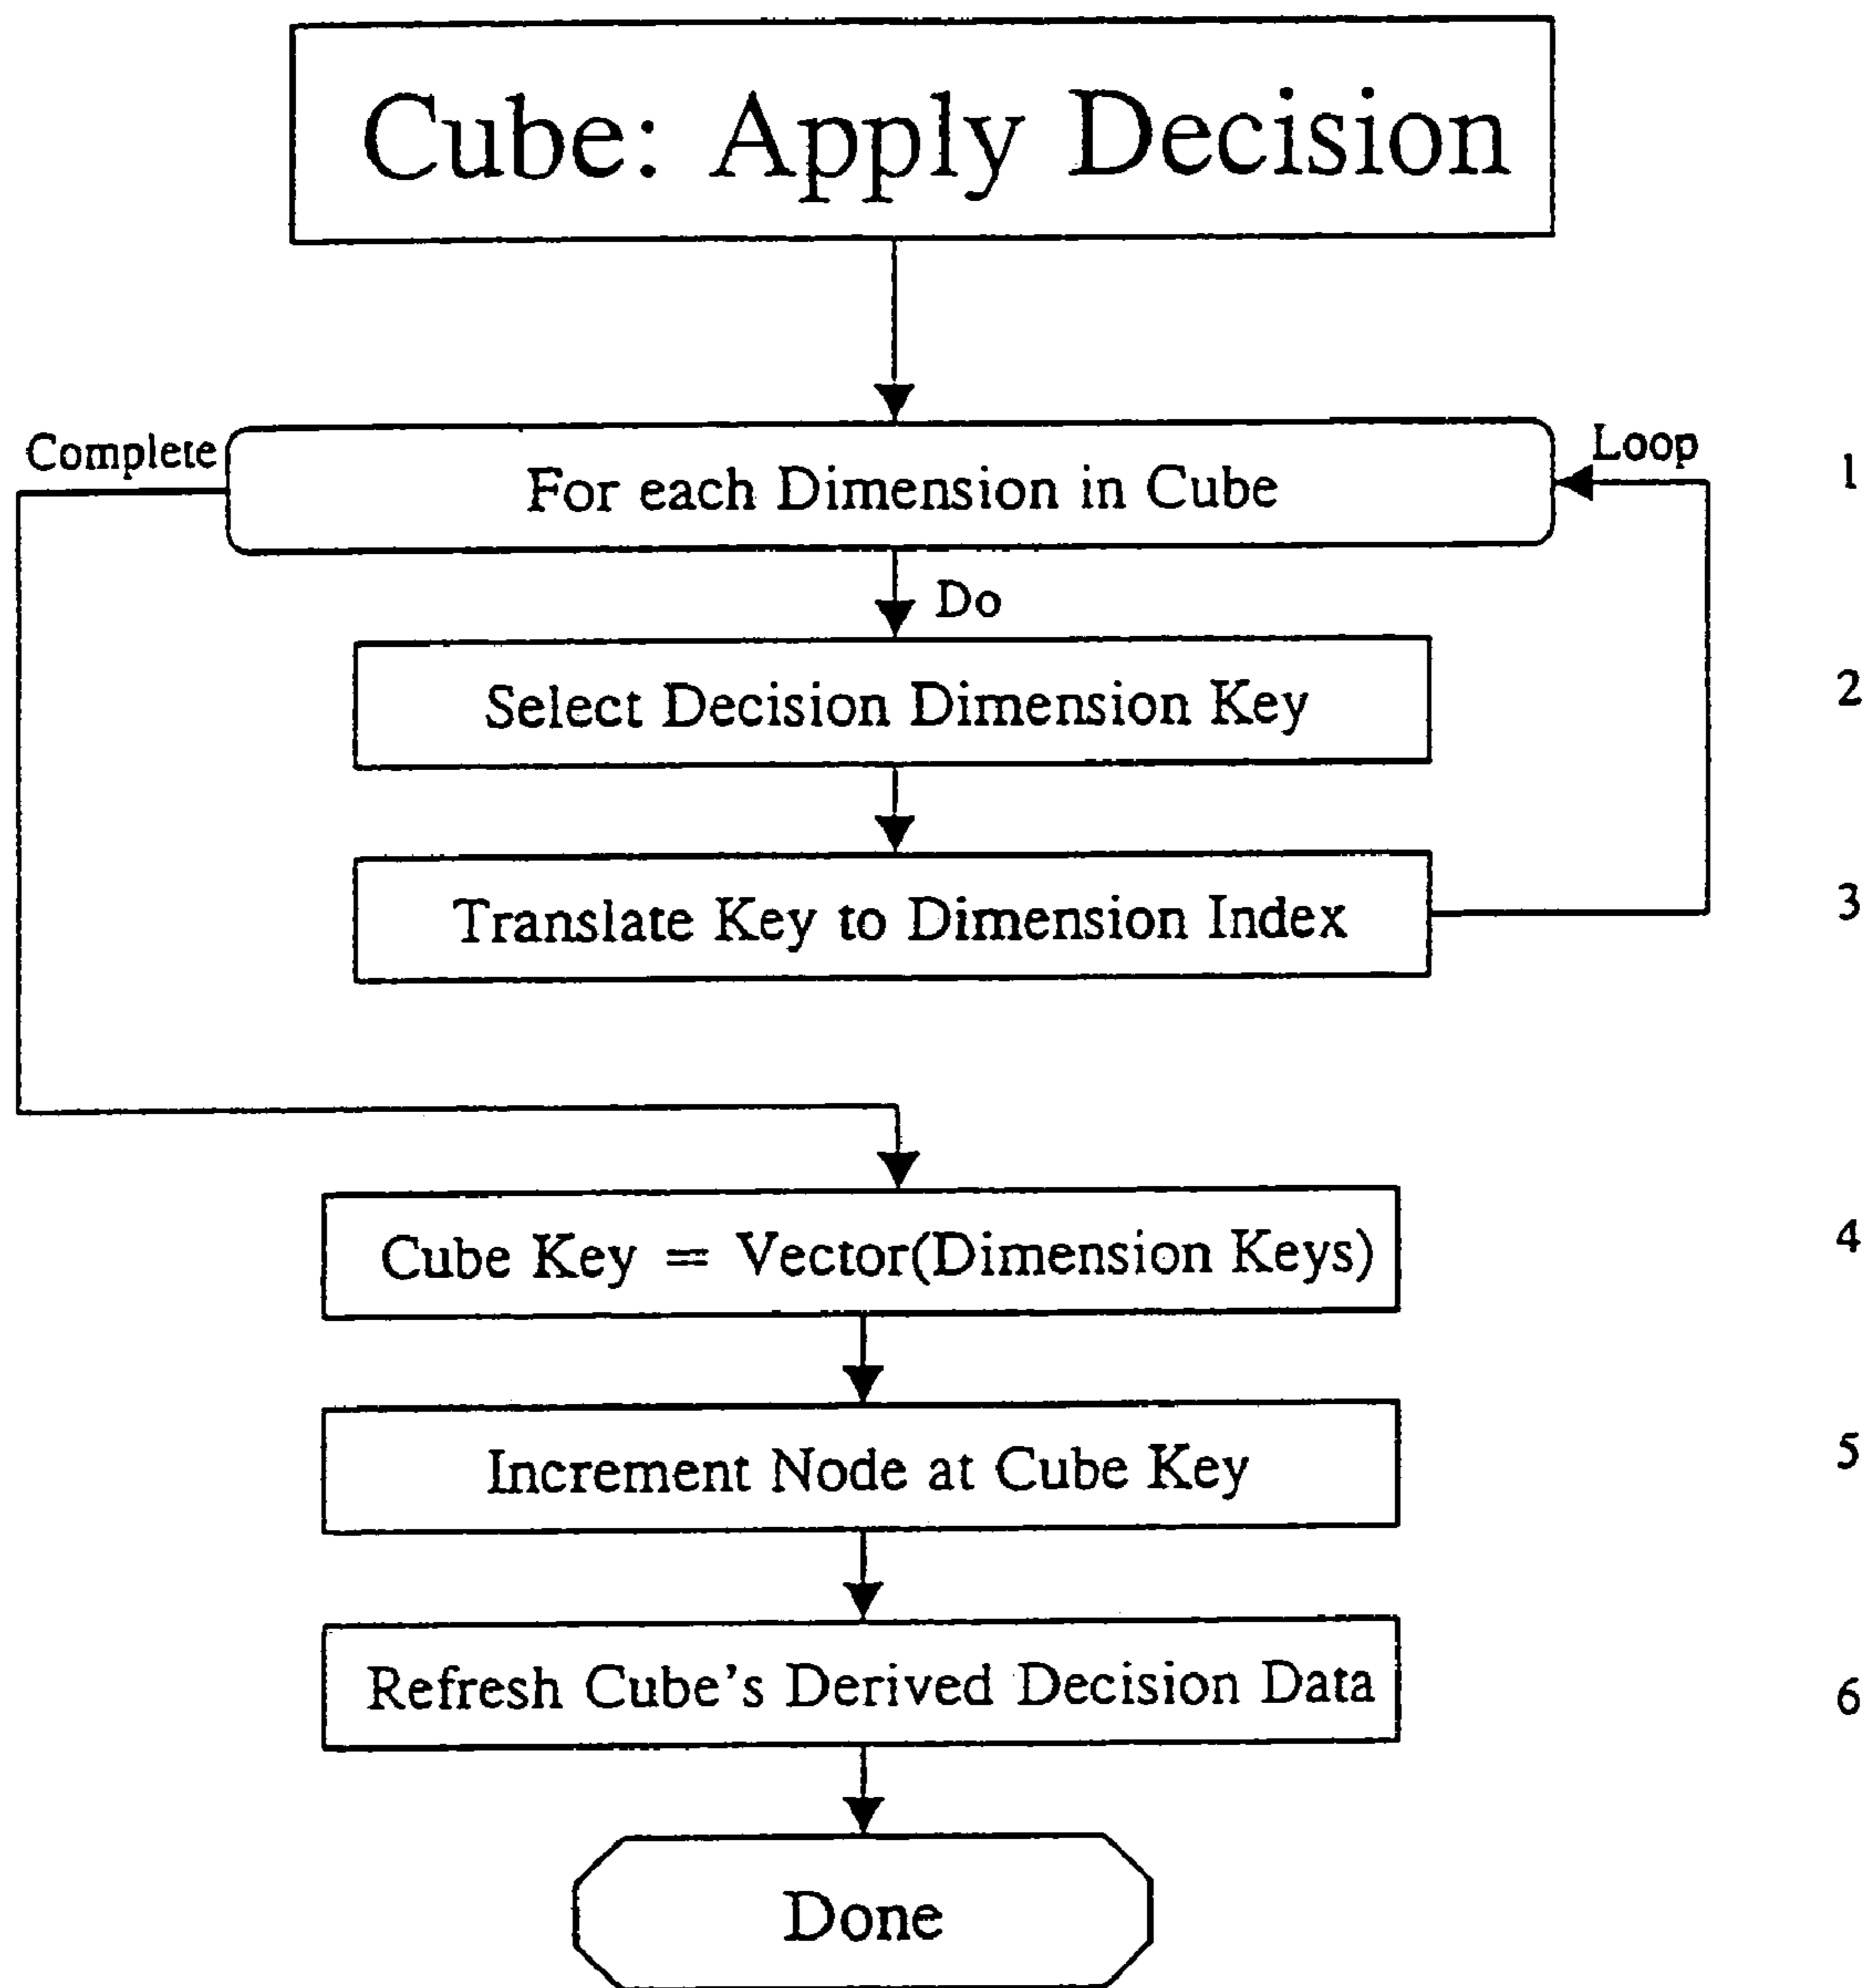 Cube: Apply Decision
Complete
Loop
For each Dimension in Cube
1
Do
Select Decision Dimension Key
2
Translate Key to Dimension Index
3
Cube Key = Vector(Dimension Keys)
4
Increment Node at Cube Key
5
Refresh Cube's Derived Decision Data
6
Done